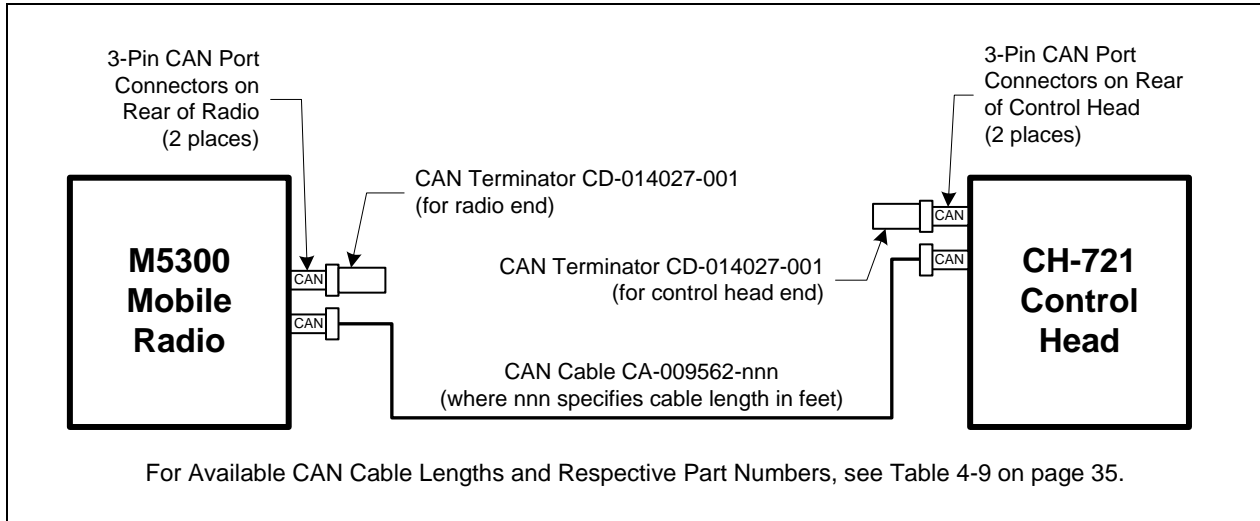 3-Pin CAN Port
Connectors on
Rear of Radio
(2 places)
3-Pin CAN Port
Connectors on Rear
of Control Head
(2 places)
CAN Terminator CD-014027-001
(for radio end)
CAN
CAN
M5300
Mobile
Radio
CAN
CAN
CAN Terminator CD-014027-001
(for control head end)
CH-721
Control
Head
CAN Cable CA-009562-nnn
(where nnn specifies cable length in feet)
For Available CAN Cable Lengths and Respective Part Numbers, see Table 4-9 on page 35.